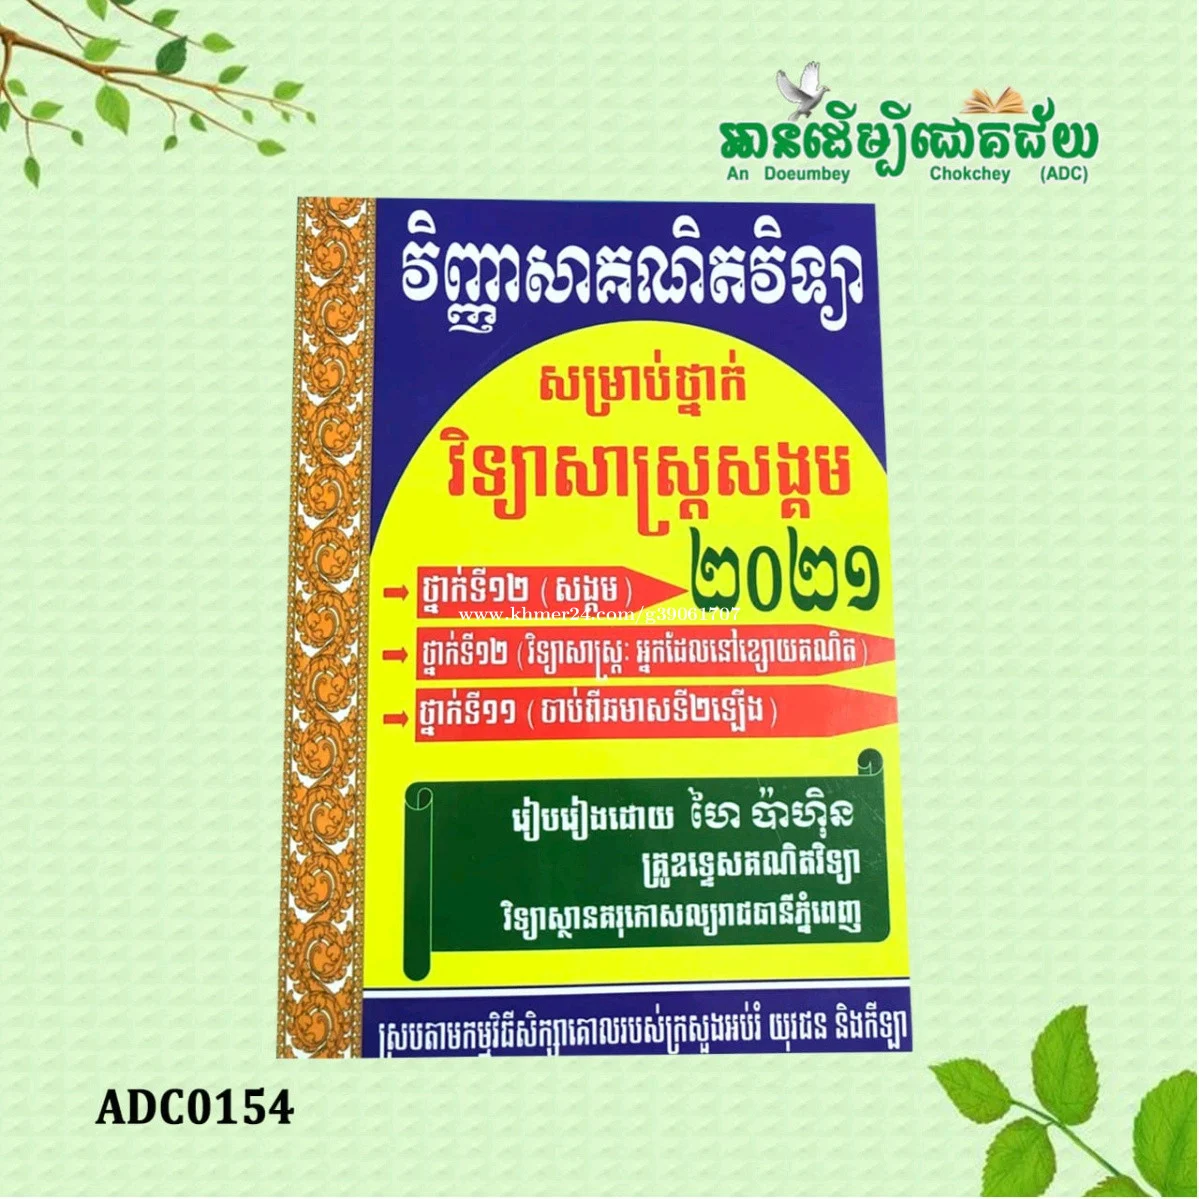 អានដើម្បីជោគជ័យ
An Doeumbey Chokchey (ADC)
វិញ្ញាសាគណិតវិទ្យា
សម្រាប់ថ្នាក់
វិទ្យាសាស្ត្រសង្គម
២០២១
ថ្នាក់ទី១២ (សង្គម)
www.khmer24.com/g39061707
ថ្នាក់ទី១២ (វិទ្យាសាស្ត្រៈ អ្នកដែលនៅខ្សោយគណិត)
ថ្នាក់ទី១១ (ចាប់ពីឆមាសទី២ឡើង)
រៀបរៀងដោយ ហៃ ប៉ាហ៊ិន
គ្រូឧទ្ទេសគណិតវិទ្យា
វិទ្យាស្ថានគរុកោសល្យរាជធានីភ្នំពេញ
ស្របតាមកម្មវិធីសិក្សាគោលរបស់ក្រសួងអប់រំ យុវជន និងកីឡា
ADC0154